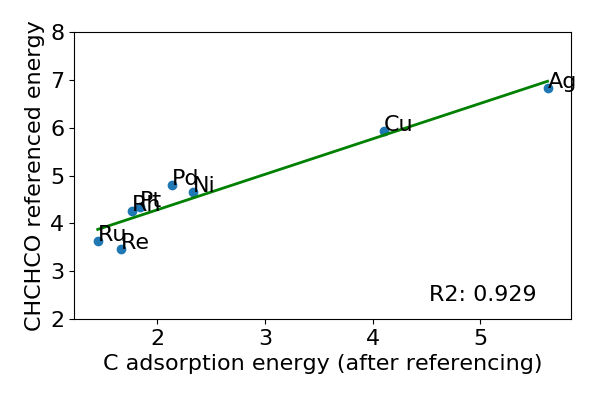 8
7
6
5
4
3
2
CHCHCO referenced energy
Ag
Cu
Pd
Ni
Pt
Rh
Ru
Re
R2: 0.929
2
3
4
5
C adsorption energy (after referencing)